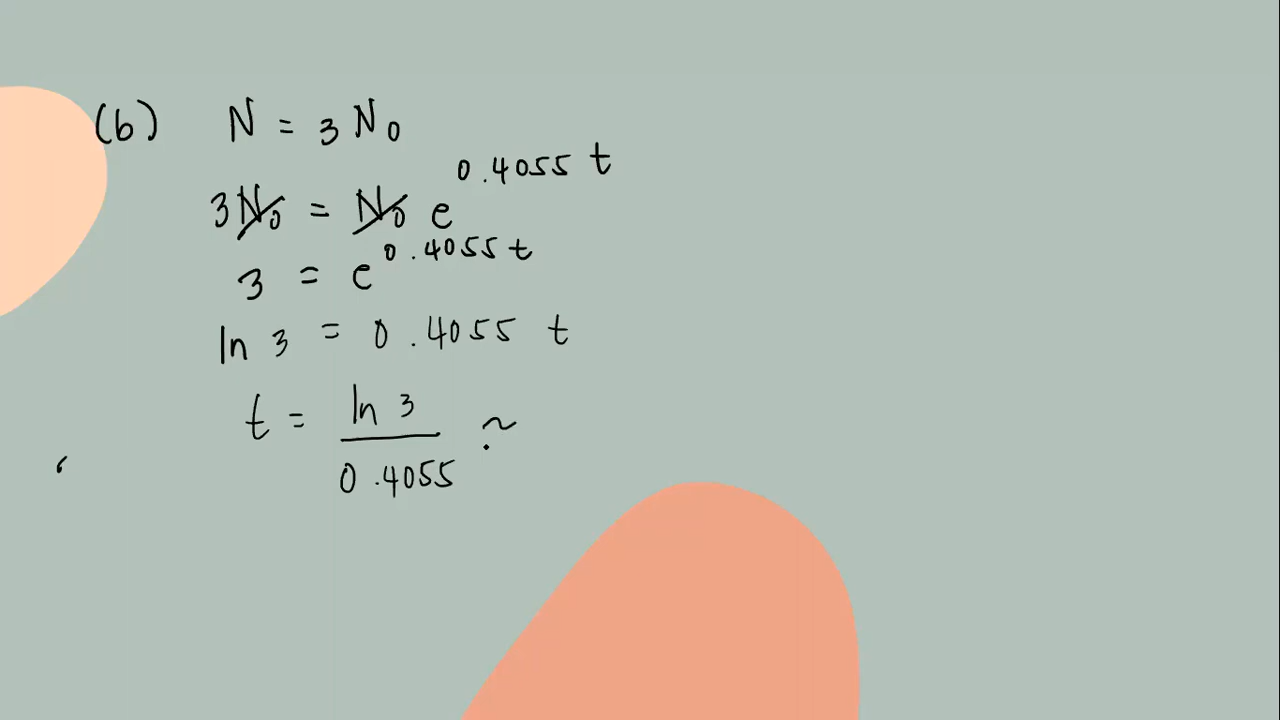 (b) N = 3N₀
3N₀ = N₀ e^0.4055 t
3 = e^0.4055 t
ln 3 = 0.4055 t
t = ln 3 / 0.4055 ~